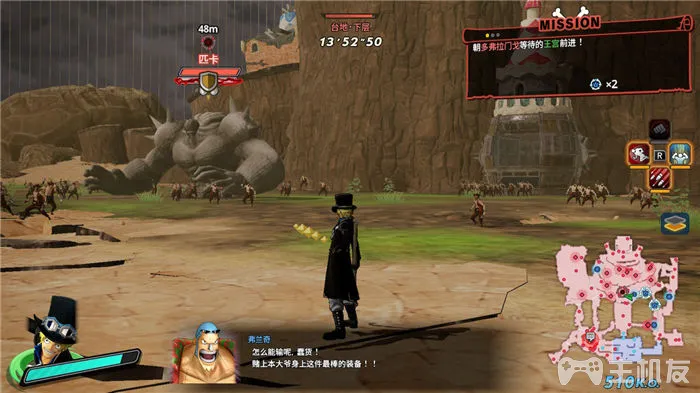 48m
匹卡
台地·下层
13'52"50
MISSION
朝多弗拉门戈等待的王宫前进！
×2
R
弗兰奇
怎么能输呢，蠢货！
赌上本大爷身上这件最棒的装备！！
510K.O.
手机友